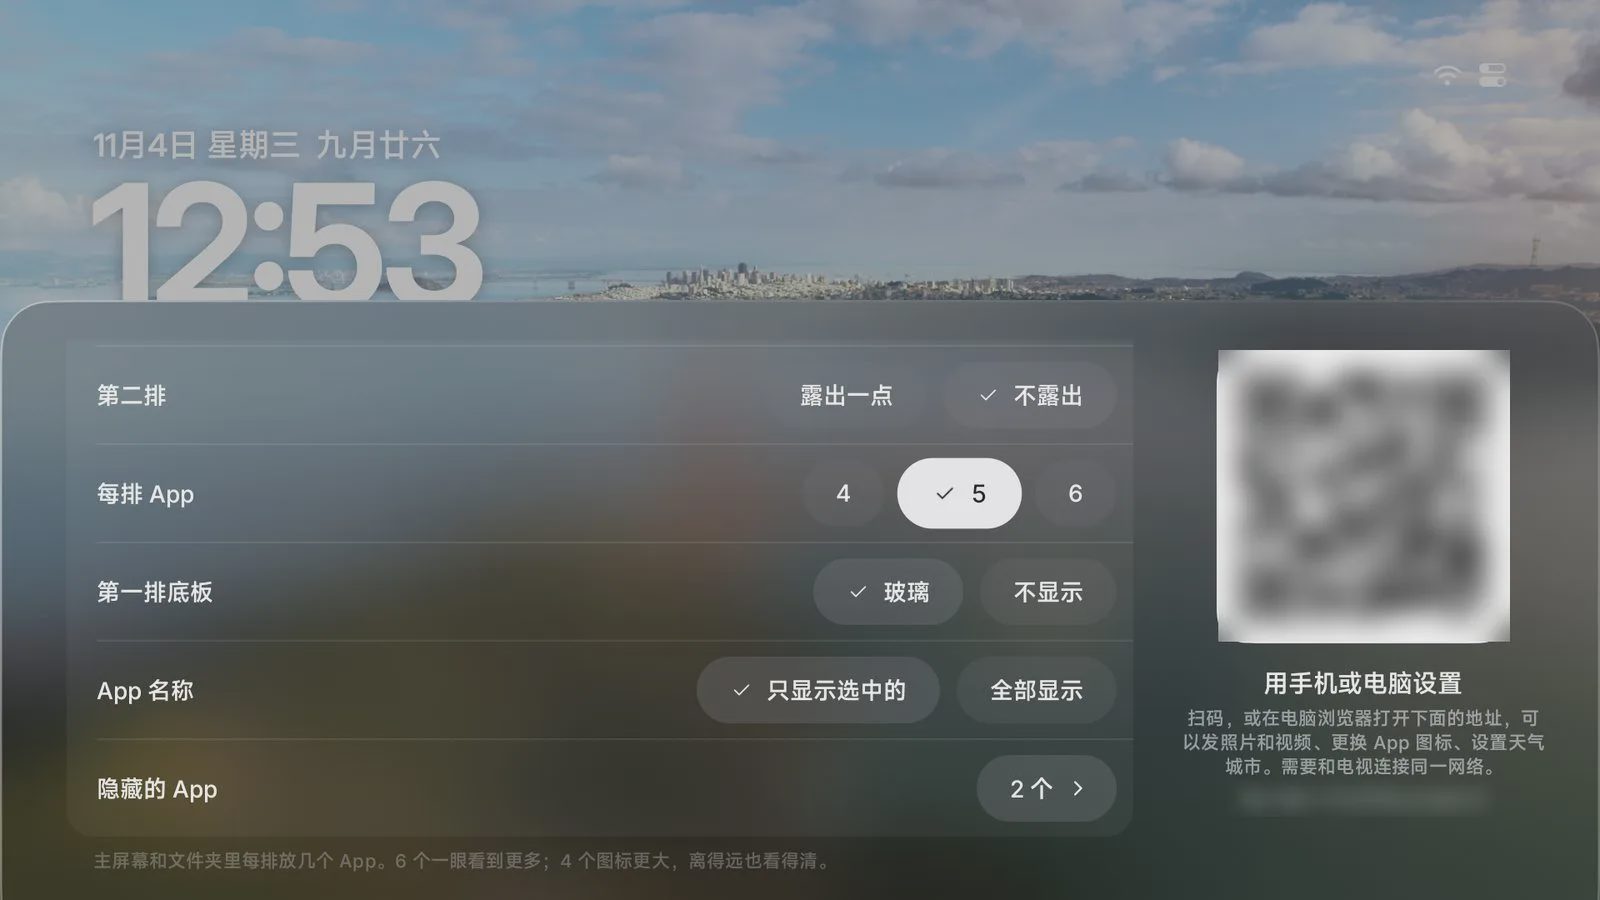 11月4日 星期三 九月廿六
12:53
第二排
露出一点
不露出
每排 App
4
5
6
第一排底板
玻璃
不显示
App 名称
只显示选中的
全部显示
隐藏的 App
2 个
主屏幕和文件夹里每排放几个 App。6 个一眼看到更多；4 个图标更大，离得远也看得清。
用手机或电脑设置
扫码，或在电脑浏览器打开下面的地址，可
以发照片和视频、更换 App 图标、设置天气
城市。需要和电视连接同一网络。